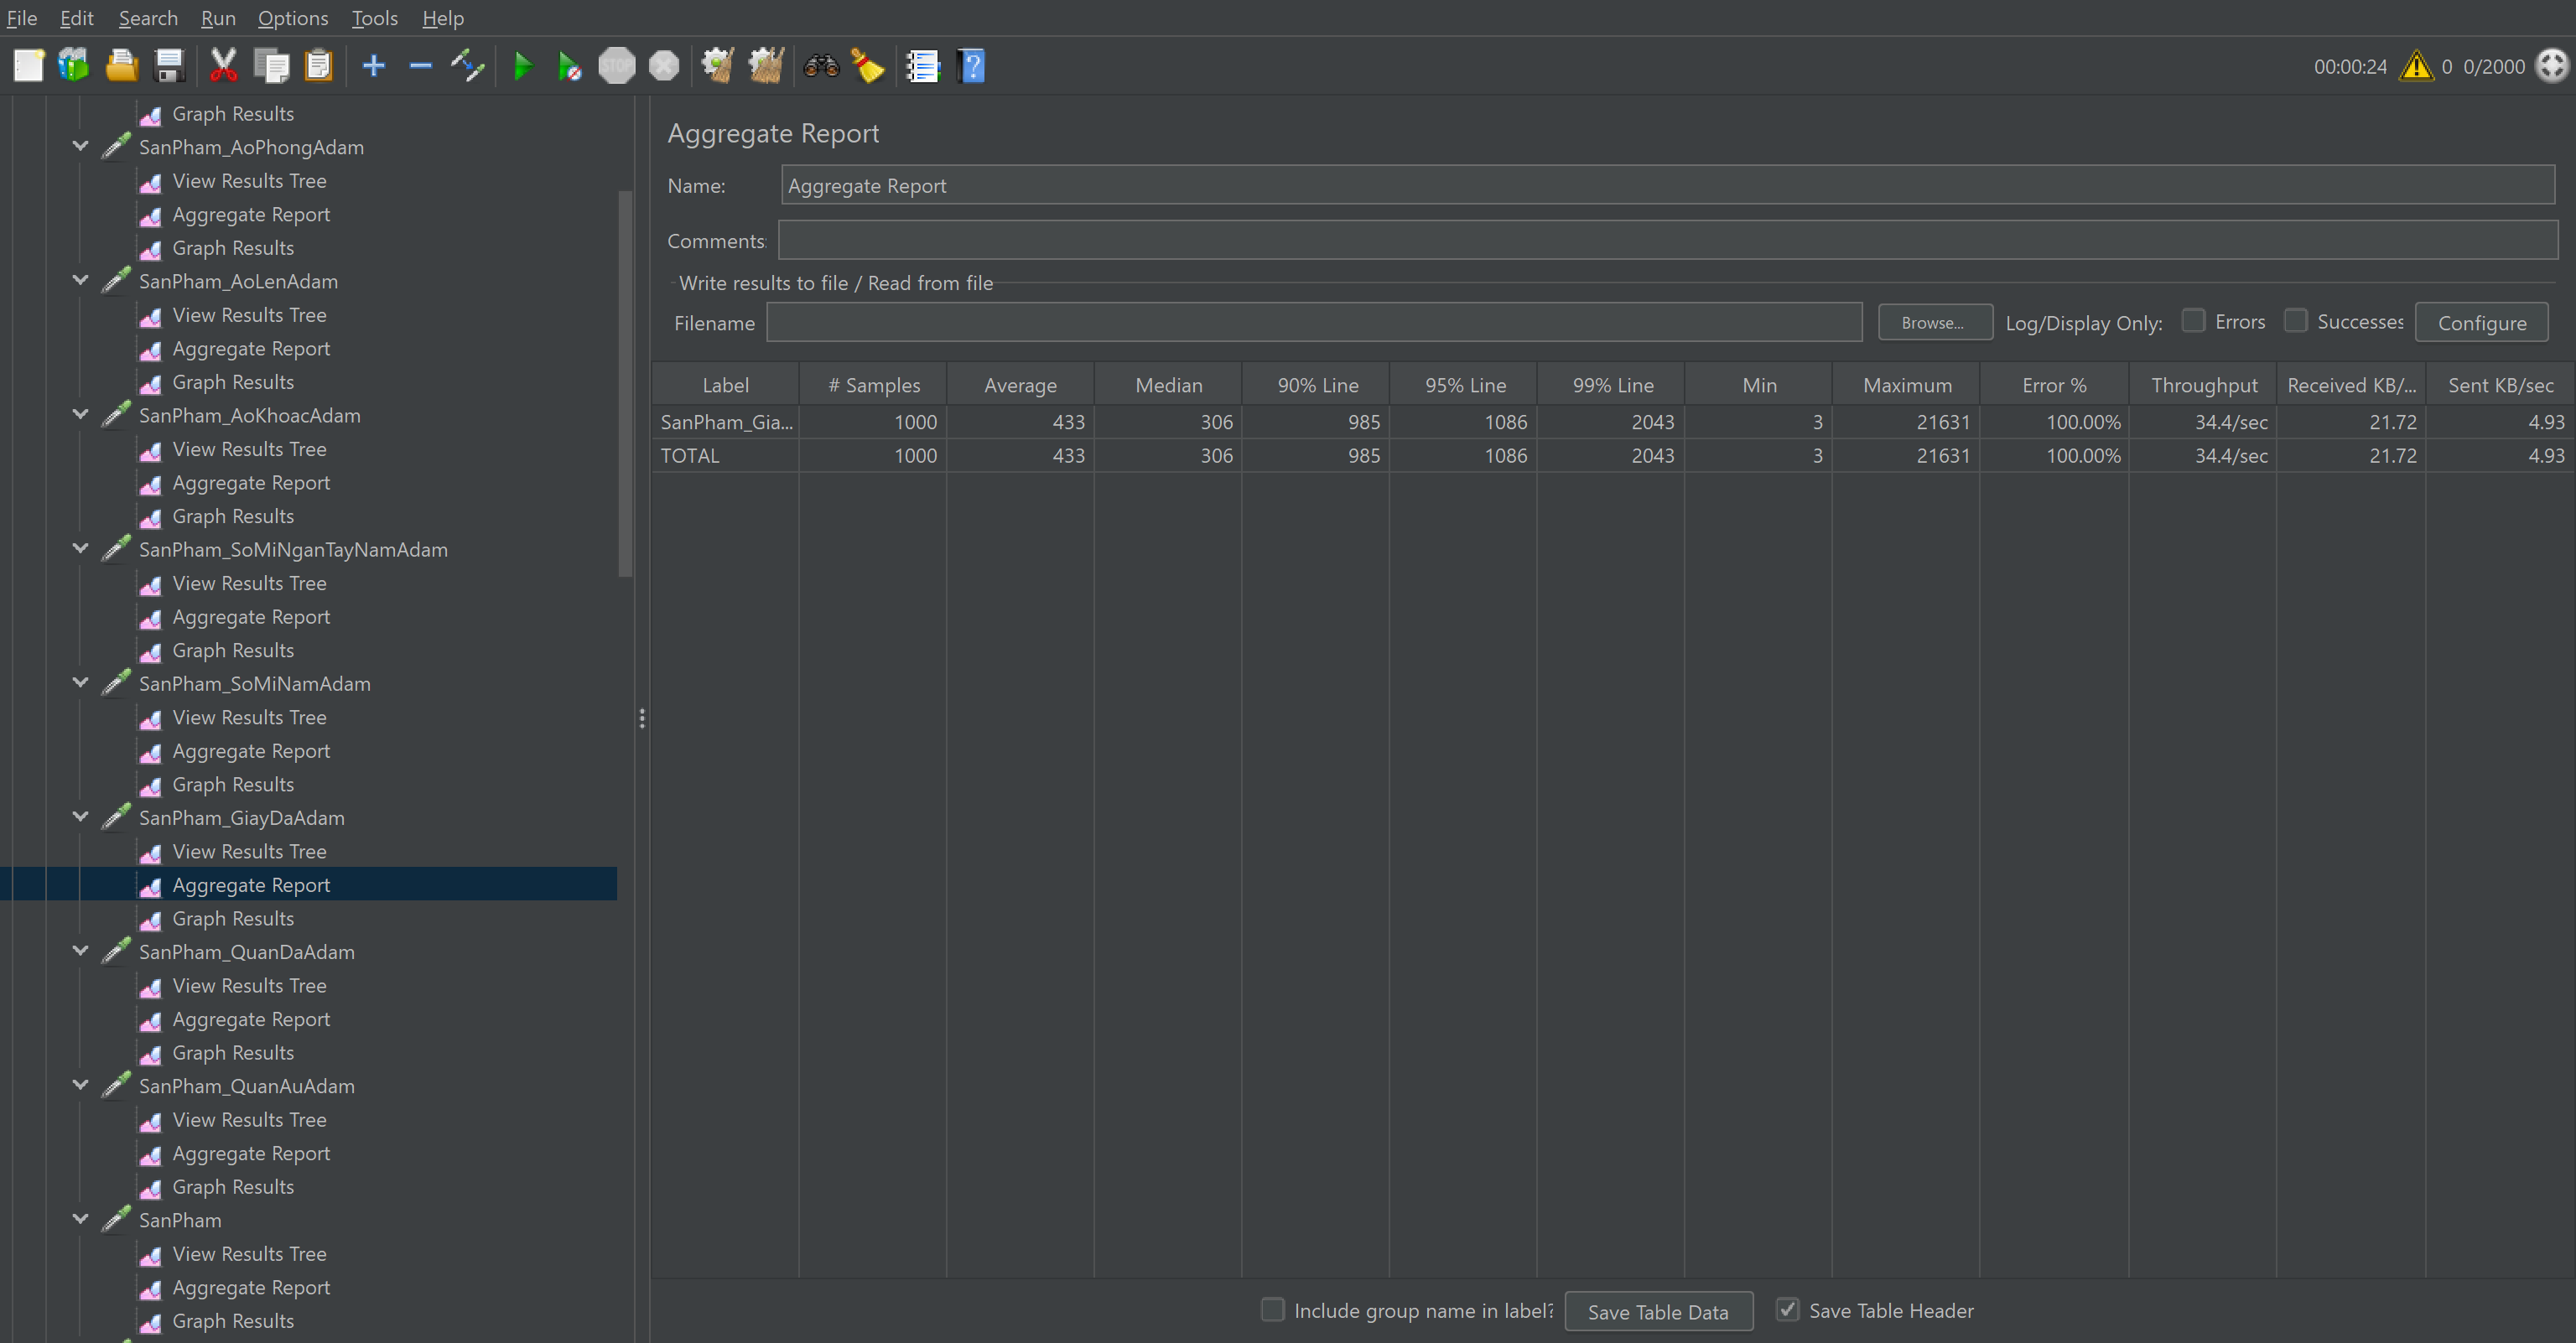 File Edit Search Run Options Tools Help
STOP
00:00:24 0 0/2000
Graph Results
SanPham_AoPhongAdam
View Results Tree
Aggregate Report
Graph Results
SanPham_AoLenAdam
View Results Tree
Aggregate Report
Graph Results
SanPham_AoKhoacAdam
View Results Tree
Aggregate Report
Graph Results
SanPham_SoMiNganTayNamAdam
View Results Tree
Aggregate Report
Graph Results
SanPham_SoMiNamAdam
View Results Tree
Aggregate Report
Graph Results
SanPham_GiayDaAdam
View Results Tree
Aggregate Report
Graph Results
SanPham_QuanDaAdam
View Results Tree
Aggregate Report
Graph Results
SanPham_QuanAuAdam
View Results Tree
Aggregate Report
Graph Results
SanPham
View Results Tree
Aggregate Report
Graph Results
Aggregate Report
Name: Aggregate Report
Comments:
Write results to file / Read from file
Filename Browse... Log/Display Only: Errors Successes Configure
Label # Samples Average Median 90% Line 95% Line 99% Line Min Maximum Error % Throughput Received KB/... Sent KB/sec
SanPham_Gia... 1000 433 306 985 1086 2043 3 21631 100.00% 34.4/sec 21.72 4.93
TOTAL 1000 433 306 985 1086 2043 3 21631 100.00% 34.4/sec 21.72 4.93
Include group name in label? Save Table Data Save Table Header